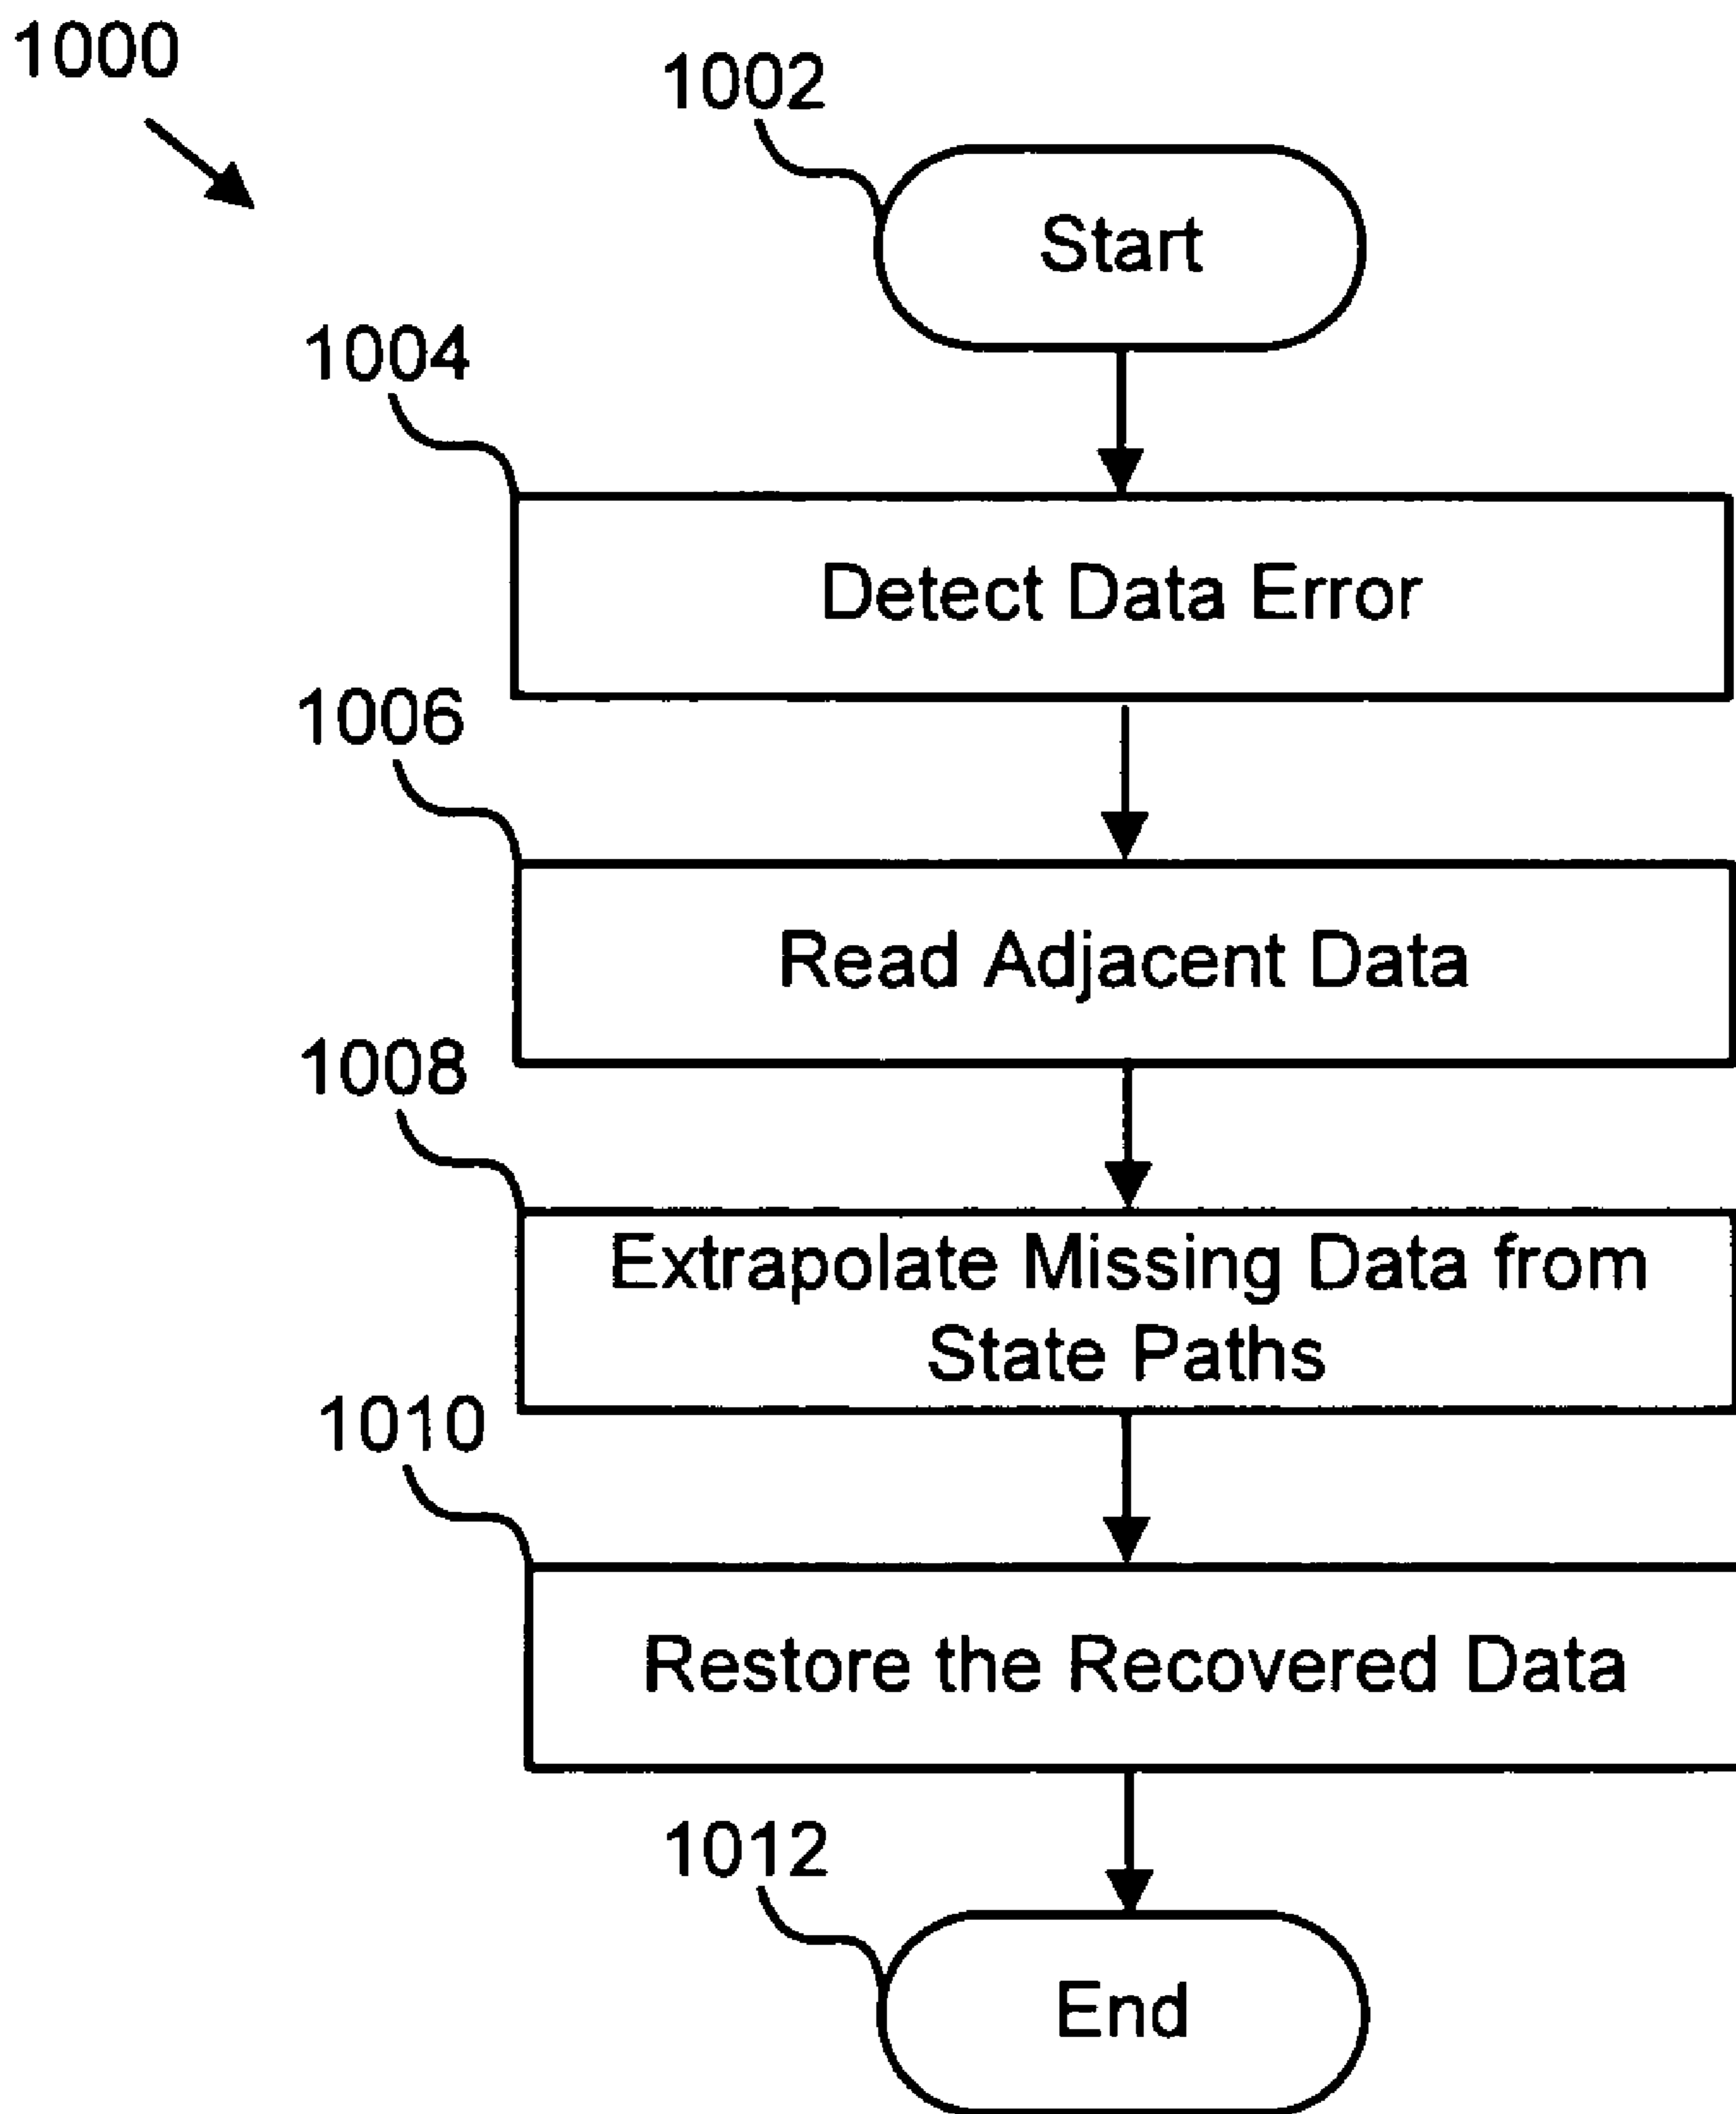 1000
1002
Start
1004
Detect Data Error
1006
Read Adjacent Data
1008
Extrapolate Missing Data from
State Paths
1010
Restore the Recovered Data
1012
End